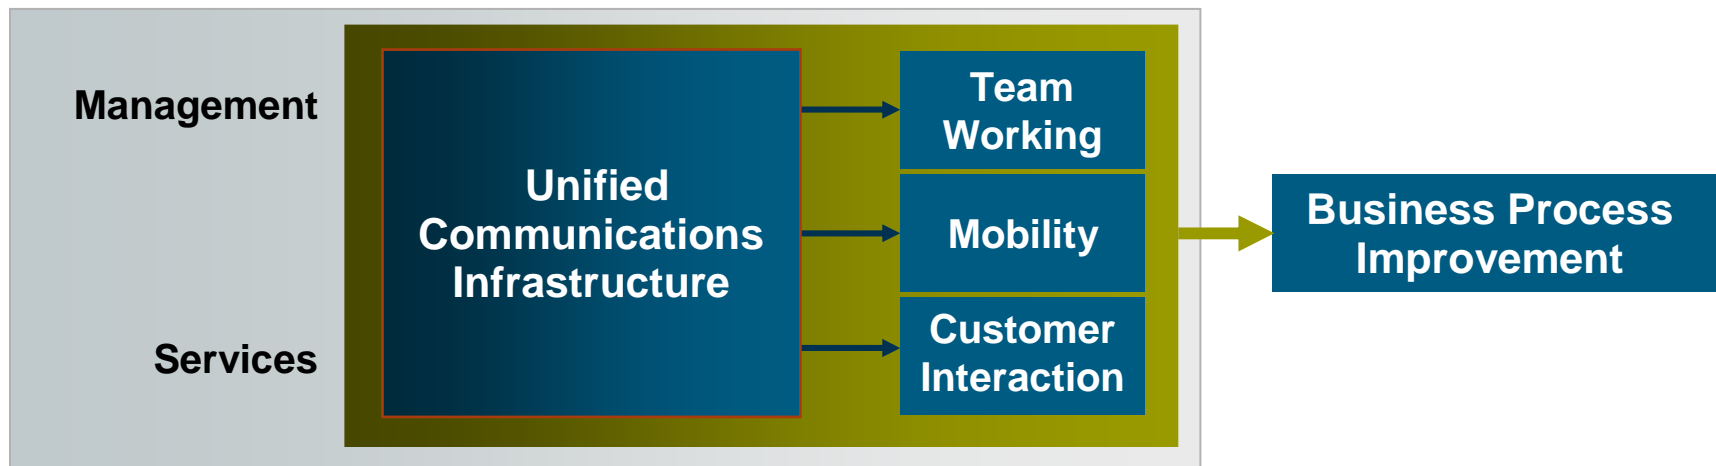 Management
Services
Unified
Communications
Infrastructure
Team
Working
Mobility
Customer
Interaction
Business Process
Improvement